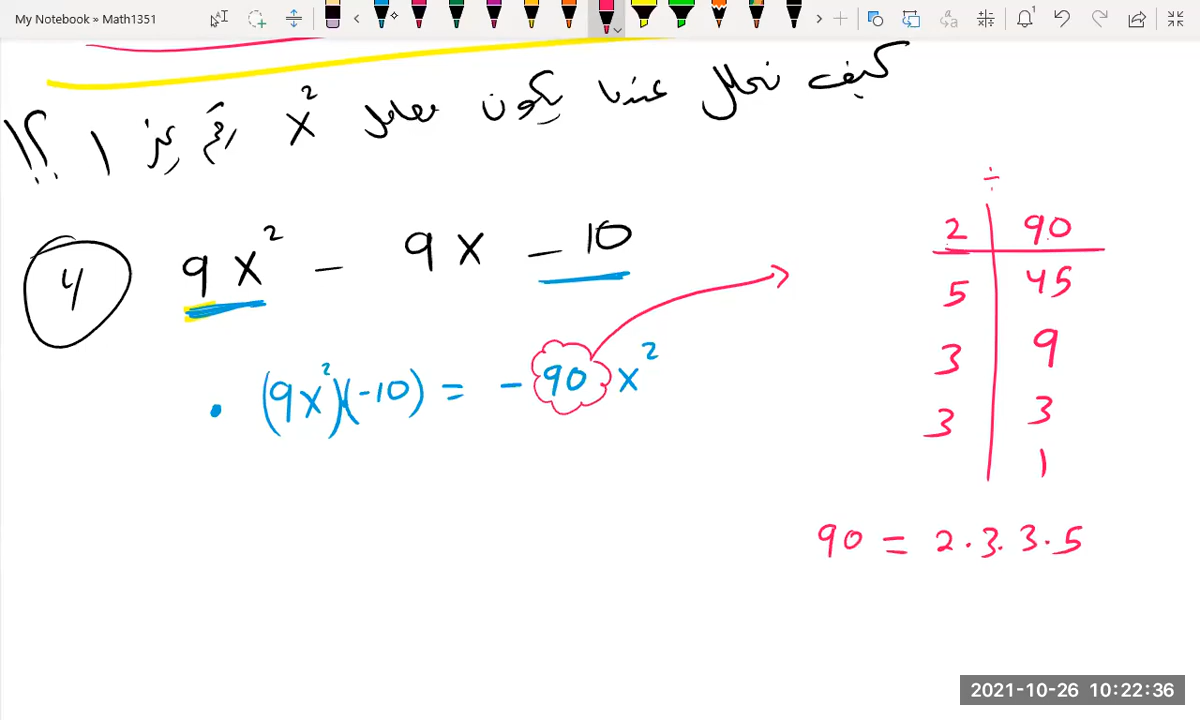 My Notebook » Math1351
كيف نحلل عندما يكون معامل x² رقم غير 1 ؟!
4
9x² - 9x - 10
• (9x²)(-10) = - 90 x²
÷
2 | 90
5 | 45
3 | 9
3 | 3
1
90 = 2 . 3 . 3 . 5
2021-10-26 10:22:36